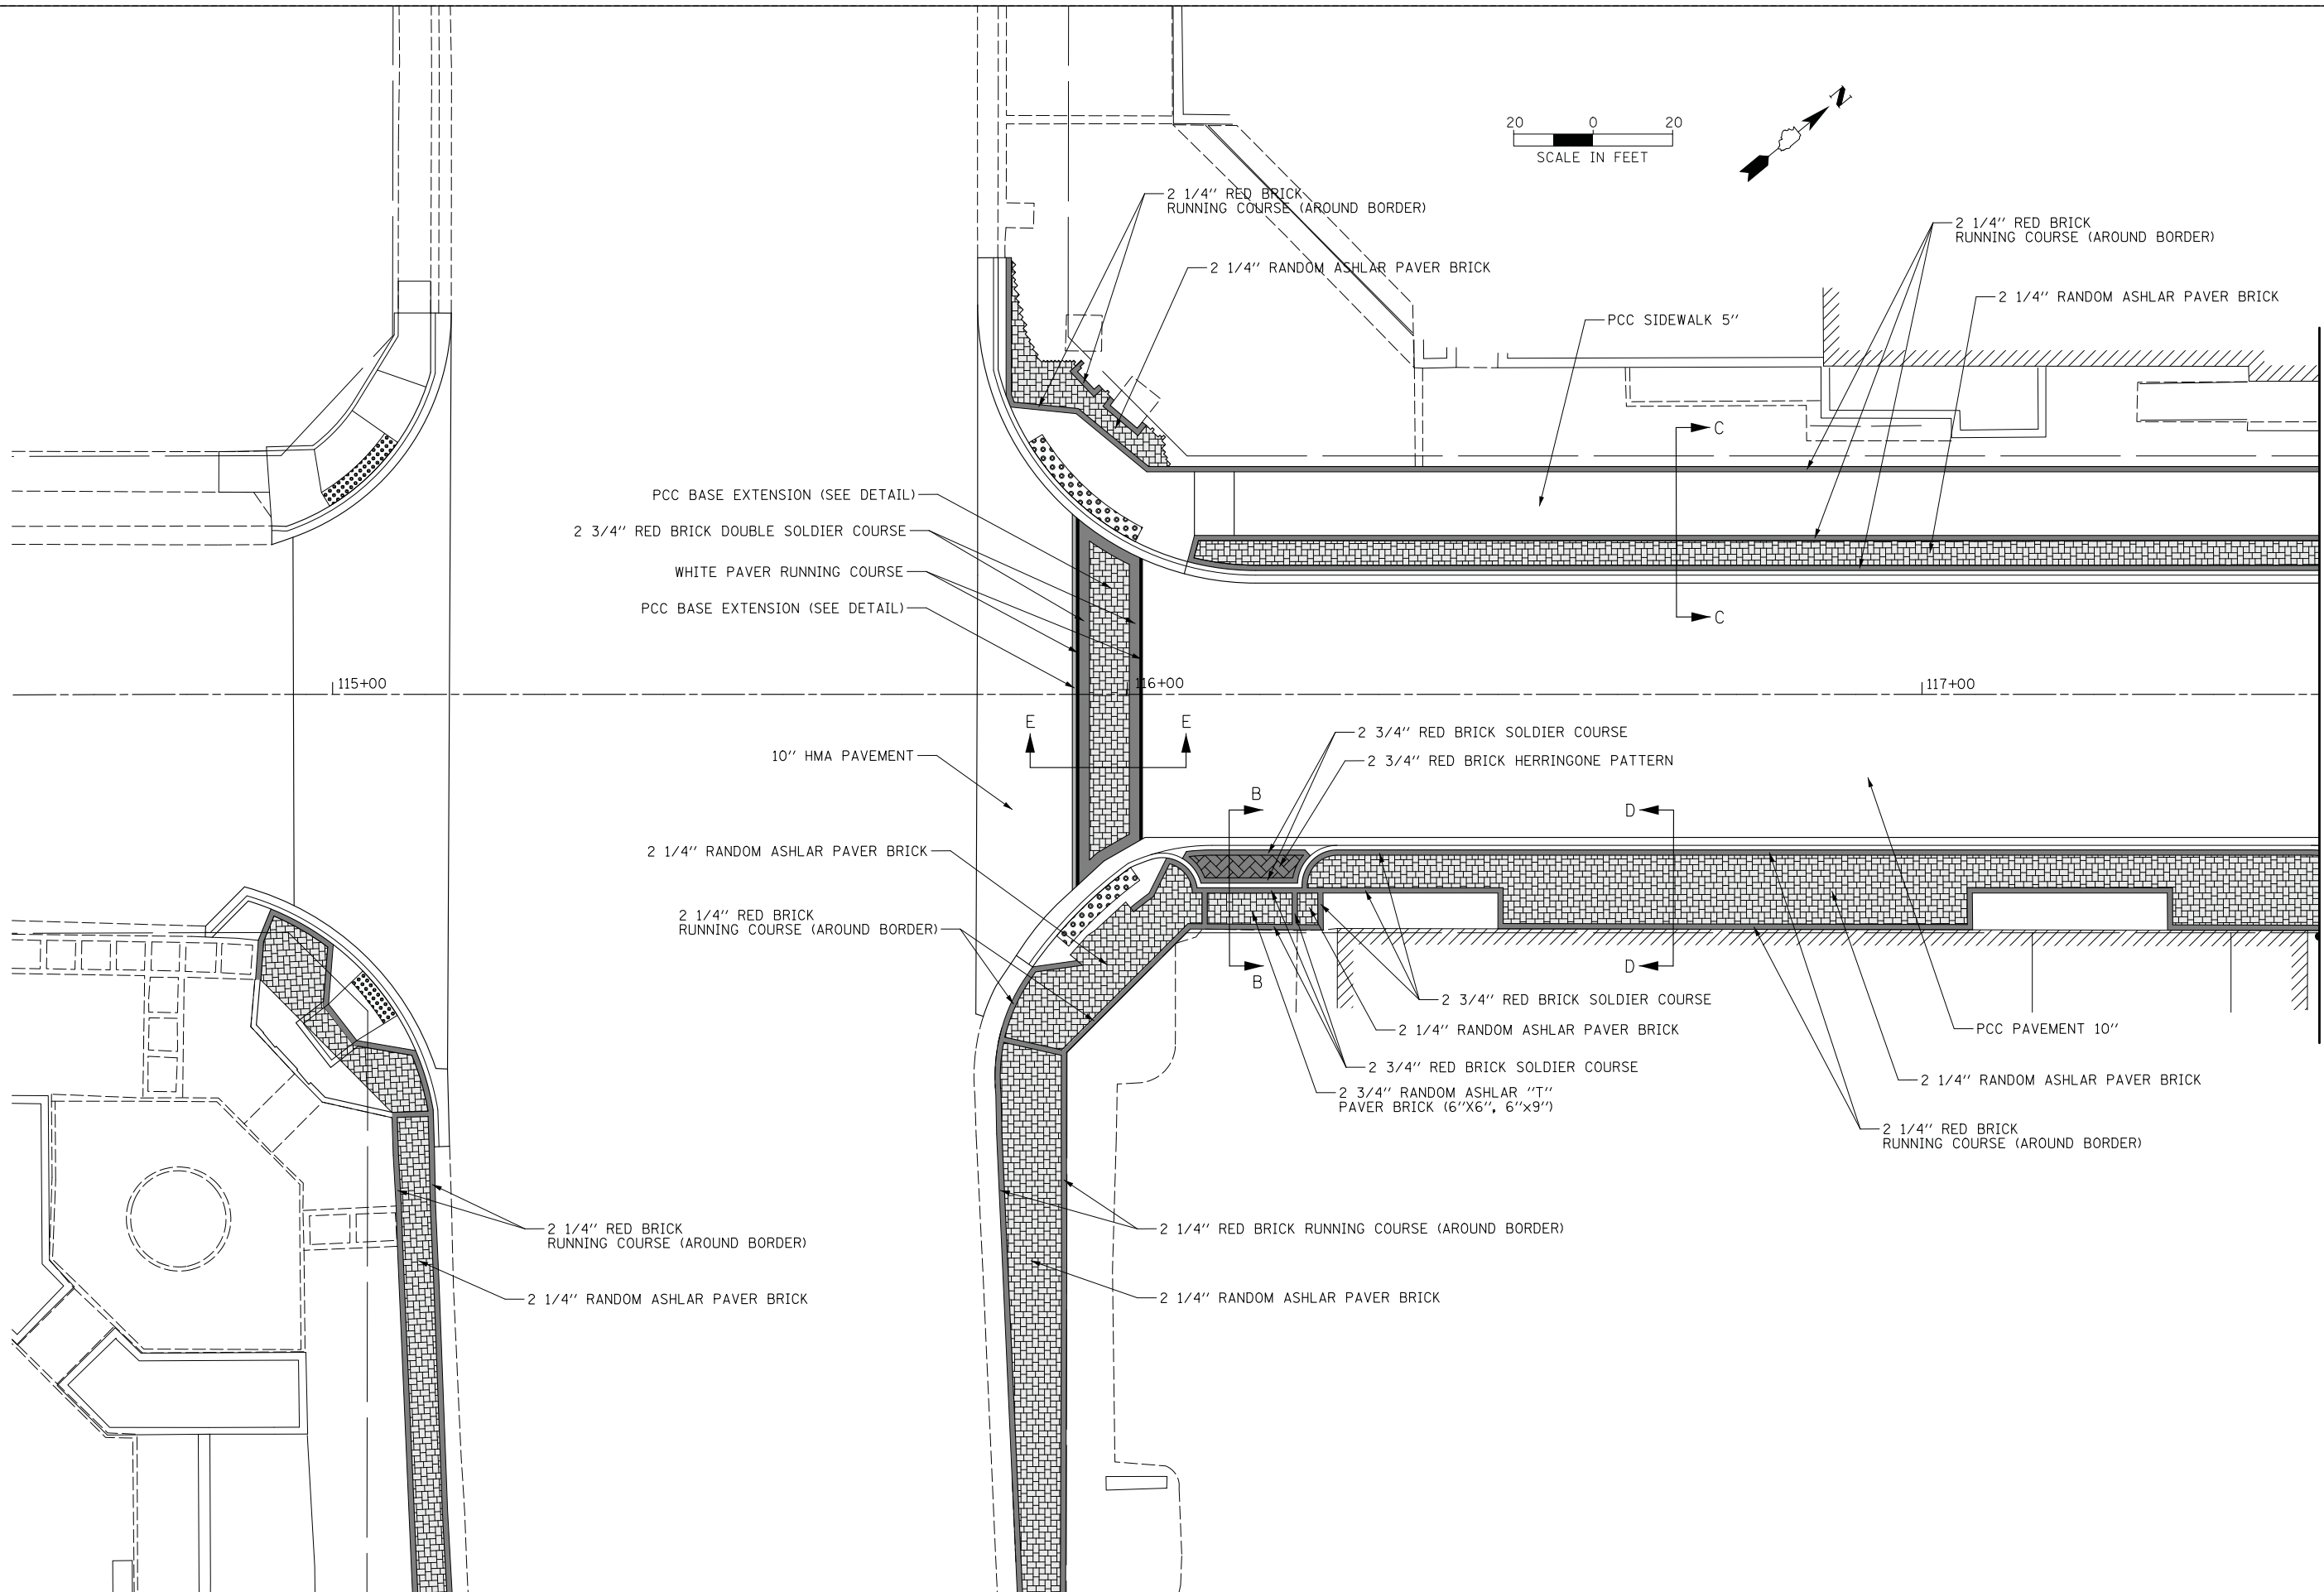 N
20 0 20
SCALE IN FEET
2 1/4" RED BRICK
RUNNING COURSE (AROUND BORDER)
2 1/4" RED BRICK
RUNNING COURSE (AROUND BORDER)
2 1/4" RANDOM ASHLAR PAVER BRICK
2 1/4" RANDOM ASHLAR PAVER BRICK
PCC SIDEWALK 5"
C
PCC BASE EXTENSION (SEE DETAIL)
2 3/4" RED BRICK DOUBLE SOLDIER COURSE
WHITE PAVER RUNNING COURSE
PCC BASE EXTENSION (SEE DETAIL)
C
115+00
116+00
117+00
E E
2 3/4" RED BRICK SOLDIER COURSE
10" HMA PAVEMENT
2 3/4" RED BRICK HERRINGONE PATTERN
B
D
2 1/4" RANDOM ASHLAR PAVER BRICK
2 1/4" RED BRICK
RUNNING COURSE (AROUND BORDER)
D
B
2 3/4" RED BRICK SOLDIER COURSE
2 1/4" RANDOM ASHLAR PAVER BRICK
PCC PAVEMENT 10"
2 3/4" RED BRICK SOLDIER COURSE
2 1/4" RANDOM ASHLAR PAVER BRICK
2 3/4" RANDOM ASHLAR "T"
PAVER BRICK (6"X6", 6"x9")
2 1/4" RED BRICK
RUNNING COURSE (AROUND BORDER)
2 1/4" RED BRICK
RUNNING COURSE (AROUND BORDER)
2 1/4" RED BRICK RUNNING COURSE (AROUND BORDER)
2 1/4" RANDOM ASHLAR PAVER BRICK
2 1/4" RANDOM ASHLAR PAVER BRICK